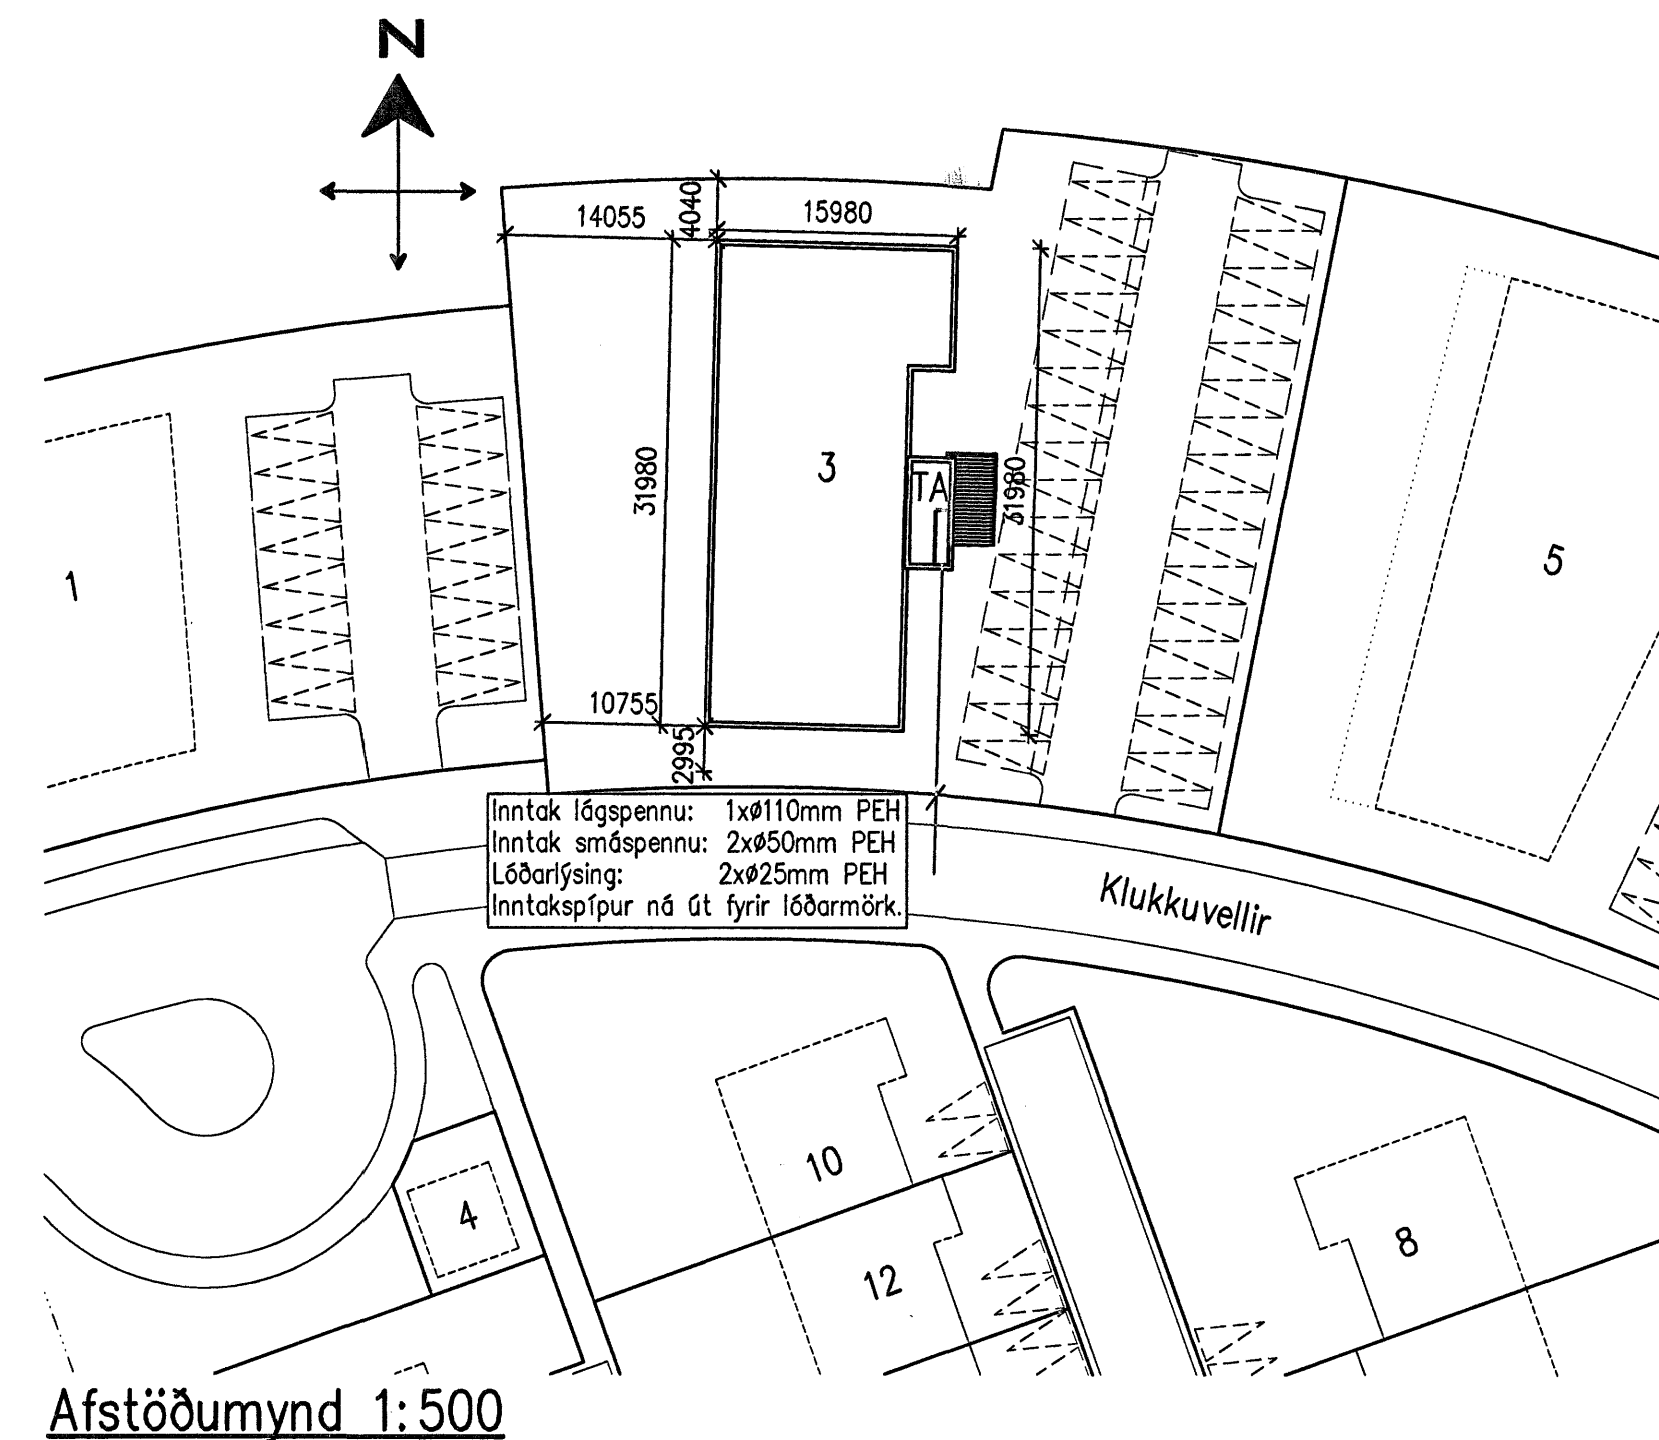 N
14055
4040
15980
31980
3
TA
31980
1
5
10755
2995
Inntak lágspennu: 1xø110mm PEH
Inntak smáspennu: 2xø50mm PEH
Lóðarlýsing: 2xø25mm PEH
Inntakspípur ná út fyrir lóðarmörk.
Klukkuvellir
10
4
12
8
Afstöðumynd 1:500